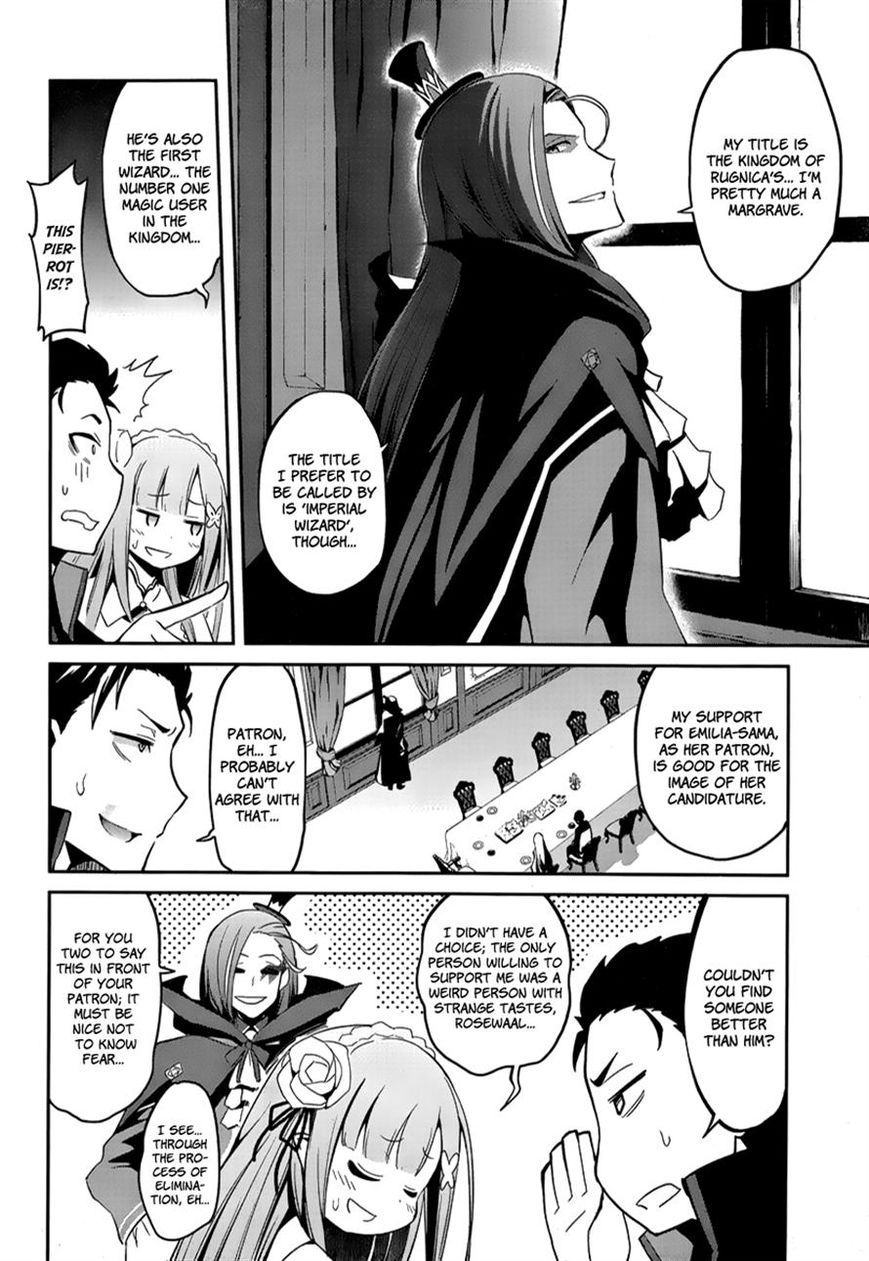 MY TITLE IS
THE KINGDOM OF
RUGNICA'S... I'M
PRETTY MUCH A
MARGRAVE.
THE TITLE
I PREFER TO
BE CALLED BY
IS 'IMPERIAL
WIZARD',
THOUGH...
HE'S ALSO
THE FIRST
WIZARD... THE
NUMBER ONE
MAGIC USER
IN THE
KINGDOM...
THIS
PIER-
ROT
IS!?
MY SUPPORT
FOR EMILIA-SAMA,
AS HER PATRON,
IS GOOD FOR THE
IMAGE OF HER
CANDIDATURE.
PATRON,
EH... I
PROBABLY
CAN'T
AGREE WITH
THAT...
COULDN'T
YOU FIND
SOMEONE
BETTER
THAN HIM?
I DIDN'T HAVE A
CHOICE; THE ONLY
PERSON WILLING TO
SUPPORT ME WAS A
WEIRD PERSON WITH
STRANGE TASTES,
ROSEWAAL...
FOR YOU
TWO TO SAY
THIS IN FRONT
OF YOUR
PATRON; IT
MUST BE
NICE NOT
TO KNOW
FEAR...
I SEE...
THROUGH
THE PRO-
CESS OF
ELIMINA-
TION, EH...